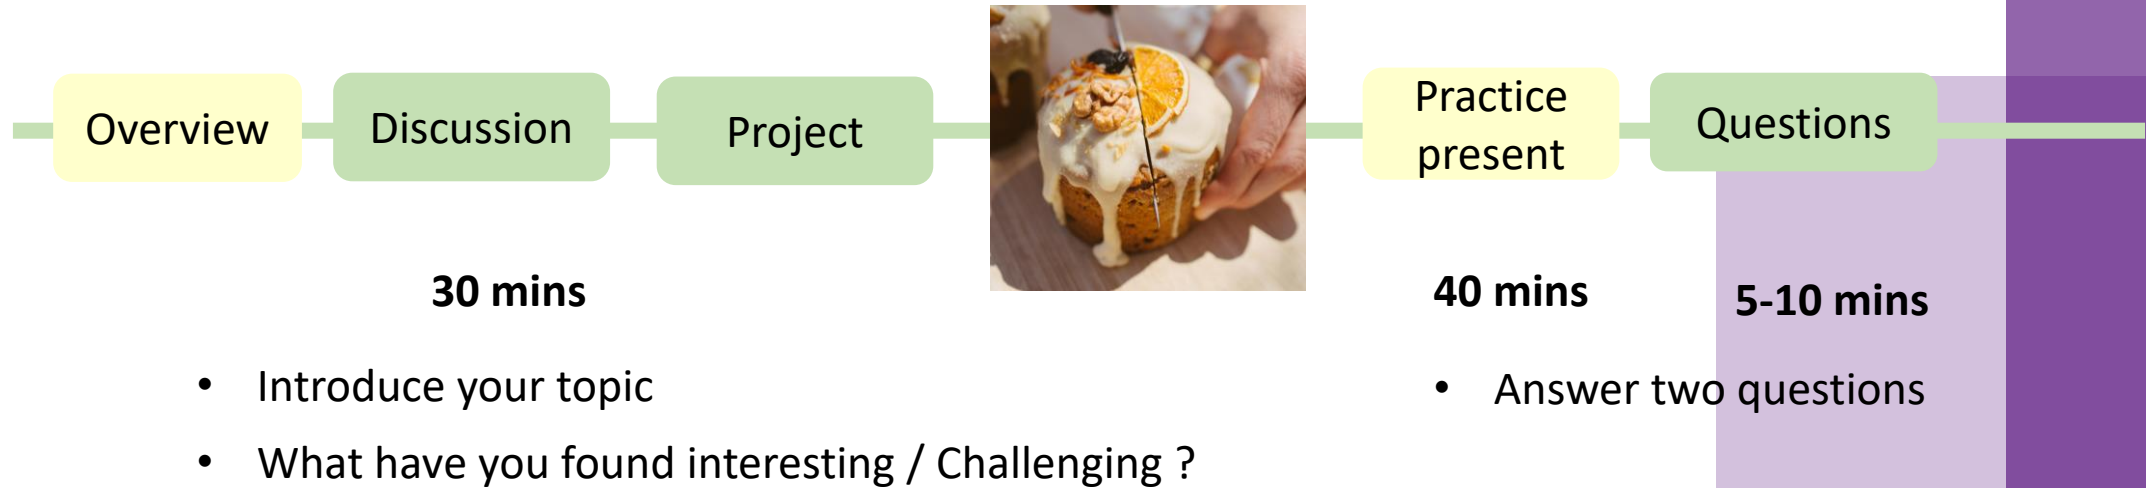 Overview
Discussion
Project
Practice
present
Questions
30 mins
40 mins
5-10 mins
• Introduce your topic
• What have you found interesting / Challenging ?
• Answer two questions